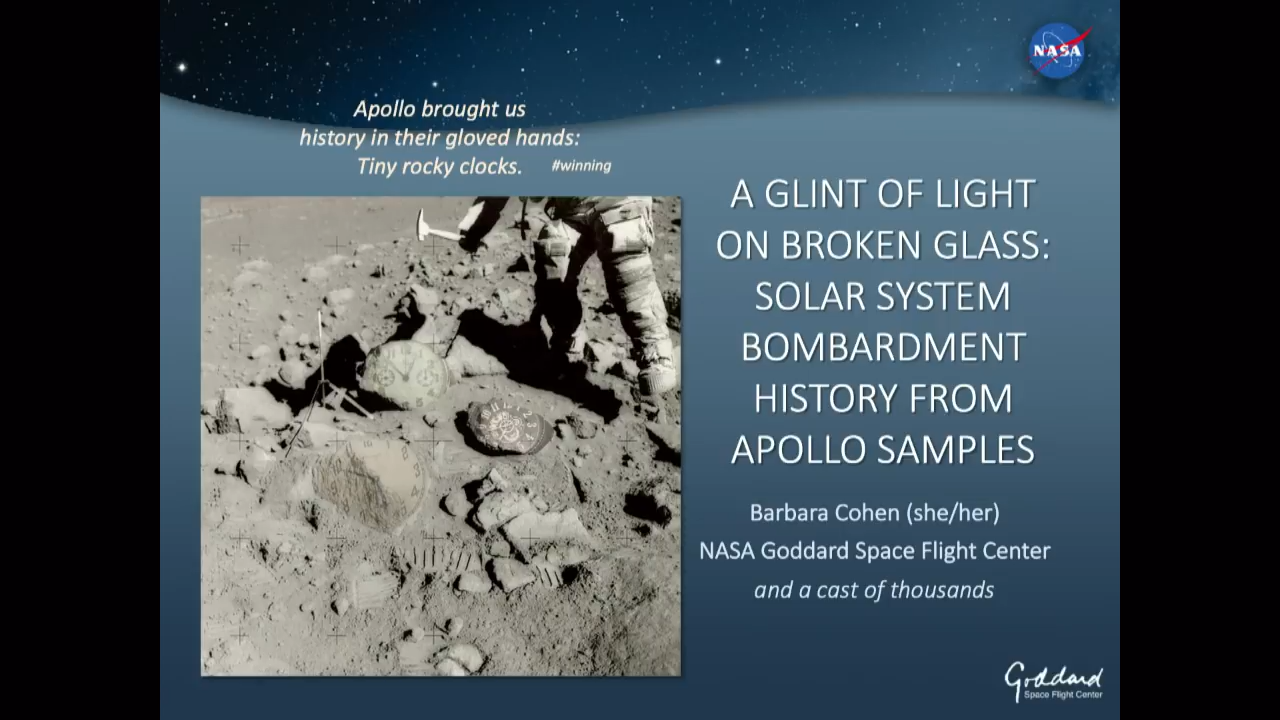 NASA
Apollo brought us
history in their gloved hands:
Tiny rocky clocks. #winning
A GLINT OF LIGHT
ON BROKEN GLASS:
SOLAR SYSTEM
BOMBARDMENT
HISTORY FROM
APOLLO SAMPLES
Barbara Cohen (she/her)
NASA Goddard Space Flight Center
and a cast of thousands
Goddard
Space Flight Center